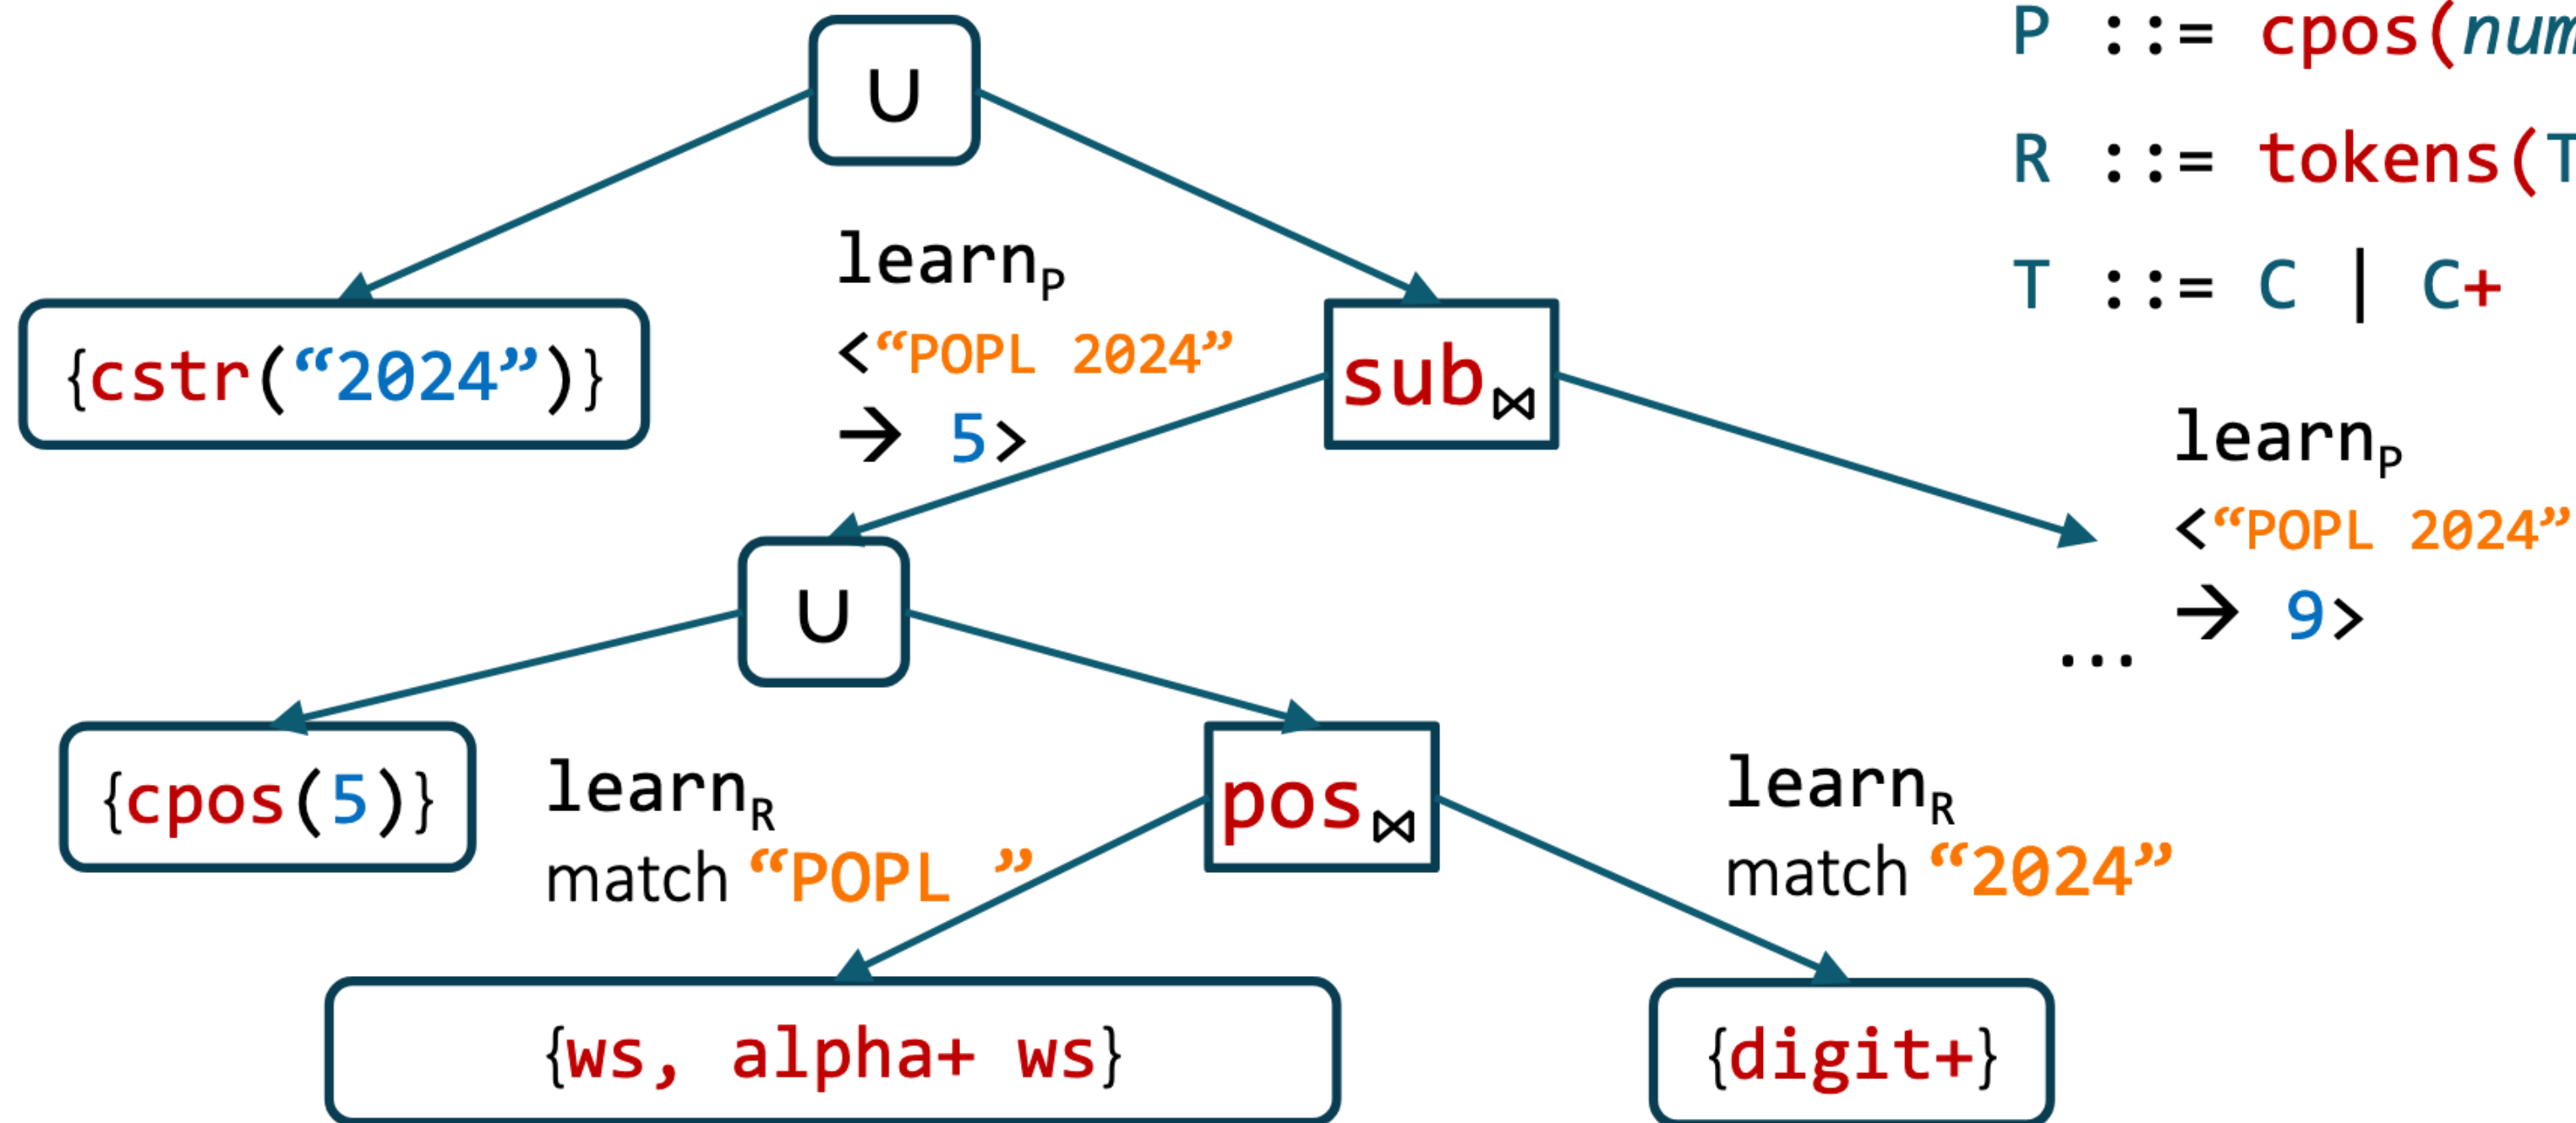 P ::= cpos(num
∪
R ::= tokens(T
learnP
T ::= C | C+
{cstr(“2024”)}
<“POPL 2024”
→ 5>
sub⋈
learnP
<“POPL 2024”
→ 9>
∪
...
{cpos(5)}
learnR
match “POPL ”
pos⋈
learnR
match “2024”
{ws, alpha+ ws}
{digit+}